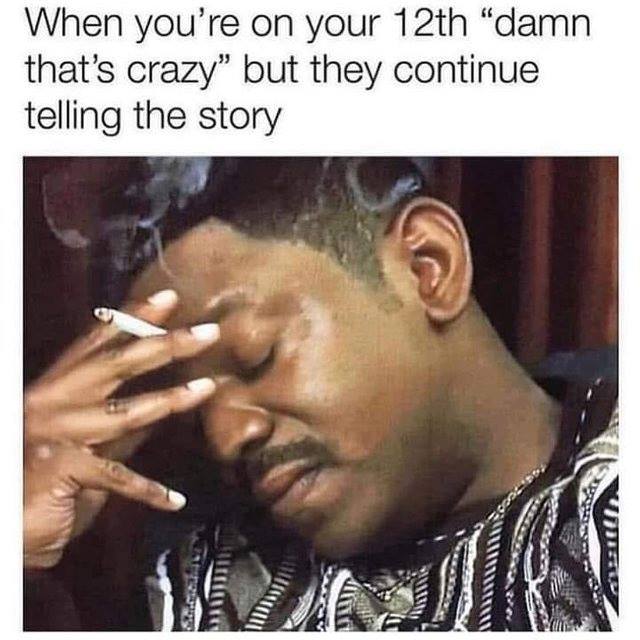 When you’re on your 12th “damn
that’s crazy” but they continue
telling the story